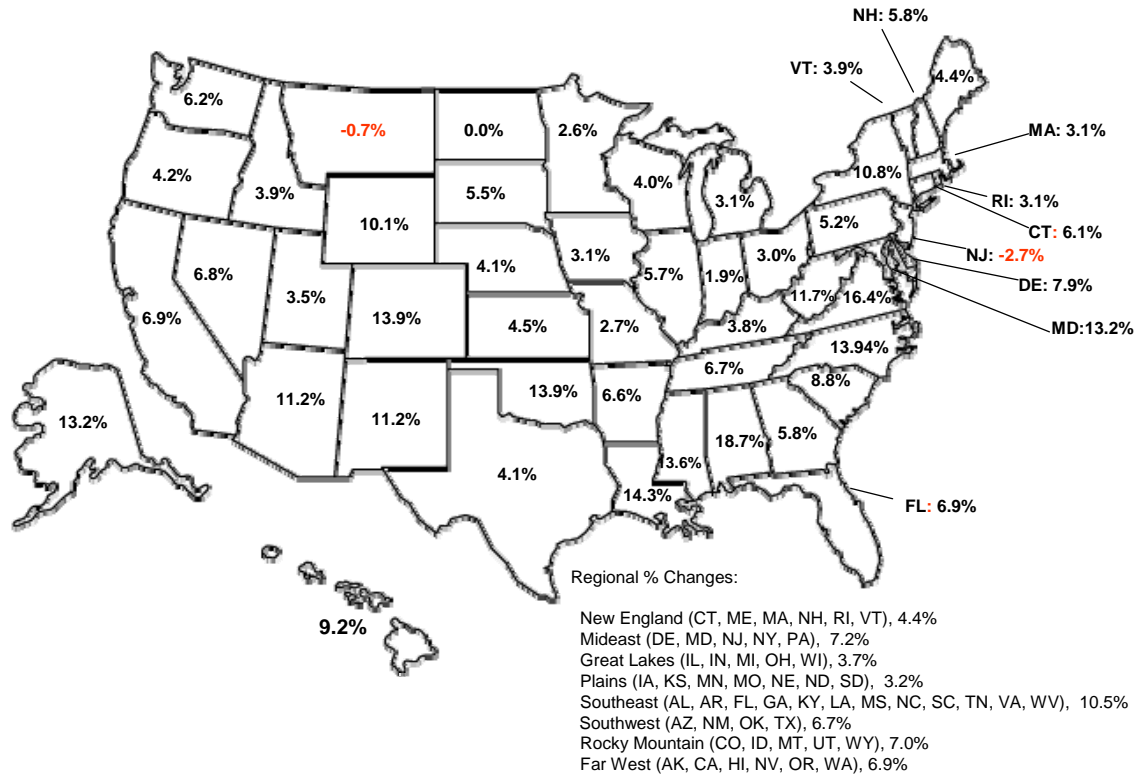 NH: 5.8%
VT: 3.9%
4.4%
6.2%
-0.7%
0.0%
2.6%
MA: 3.1%
4.2%
3.9%
5.5%
4.0%
3.1%
10.8%
RI: 3.1%
10.1%
5.2%
CT: 6.1%
6.8%
4.1%
3.1%
5.7%
1.9%
3.0%
NJ: -2.7%
DE: 7.9%
6.9%
3.5%
13.9%
4.5%
2.7%
3.8%
11.7%
16.4%
MD:13.2%
13.94%
6.7%
8.8%
13.2%
11.2%
11.2%
13.9%
6.6%
13.6%
18.7%
5.8%
4.1%
14.3%
FL: 6.9%
9.2%
Regional % Changes:
New England (CT, ME, MA, NH, RI, VT), 4.4%
Mideast (DE, MD, NJ, NY, PA), 7.2%
Great Lakes (IL, IN, MI, OH, WI), 3.7%
Plains (IA, KS, MN, MO, NE, ND, SD), 3.2%
Southeast (AL, AR, FL, GA, KY, LA, MS, NC, SC, TN, VA, WV), 10.5%
Southwest (AZ, NM, OK, TX), 6.7%
Rocky Mountain (CO, ID, MT, UT, WY), 7.0%
Far West (AK, CA, HI, NV, OR, WA), 6.9%